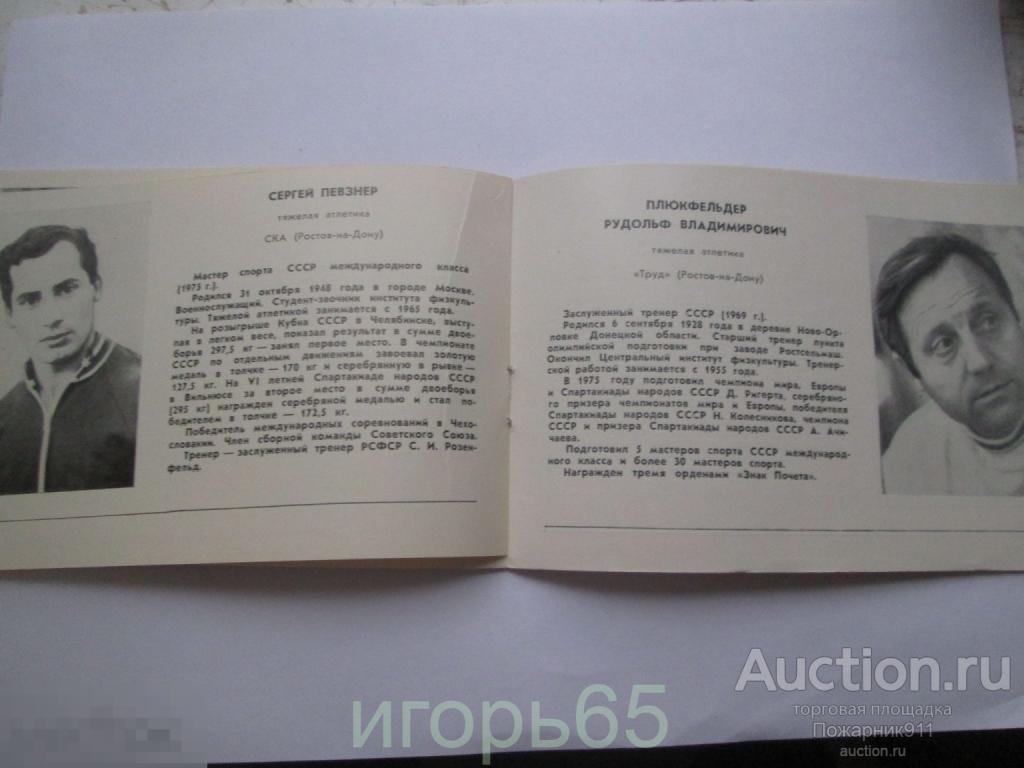 СЕРГЕЙ ПЕВЗНЕР
тяжелая атлетика
СКА (Ростов-на-Дону)
Мастер спорта СССР международного класса
[1975 г.].
Родился 31 октября 1948 года в городе Москве.
Военнослужащий. Студент-заочник института физкуль-
туры. Тяжелой атлетикой занимается с 1965 года.
На розыгрыше Кубка СССР в Челябинске, высту-
пая в легком весе, показал результат в сумме двое-
борья 297,5 кг — занял первое место. В чемпионате
СССР по отдельным движениям завоевал золотую
медаль в толчке — 170 кг и серебрянную в рывке —
127,5 кг. На VI летней Спартакиаде народов СССР
в Вильнюсе за второе место в сумме двоеборья
[295 кг] награжден серебряной медалью и стал по-
бедителем в толчке — 172,5 кг.
Победитель международных соревнований в Чехо-
словакии. Член сборной команды Советского Союза.
Тренер — заслуженный тренер РСФСР С. И. Розен-
фельд.
ПЛЮКФЕЛЬДЕР
РУДОЛЬФ ВЛАДИМИРОВИЧ
тяжелая атлетика
«Труд» (Ростов-на-Дону)
Заслуженный тренер СССР [1969 г.].
Родился 6 сентября 1928 года в деревне Ново-Ор-
ловке Донецкой области. Старший тренер пункта
олимпийской подготовки при заводе Ростсельмаш.
Окончил Центральный институт физкультуры. Тренер-
ской работой занимается с 1955 года.
В 1975 году подготовил чемпиона мира, Европы
и Спартакиады народов СССР Д. Ригерта, серебряно-
го призера чемпионатов мира и Европы, победителя
Спартакиады народов СССР Н. Колесникова, чемпиона
СССР и призера Спартакиады народов СССР А. Ачи-
чаева.
Подготовил 5 мастеров спорта СССР международ-
ного класса и более 30 мастеров спорта.
Награжден тремя орденами «Знак Почета».
игорь65
Auction.ru
торговая площадка
Пожарник911
auction.ru